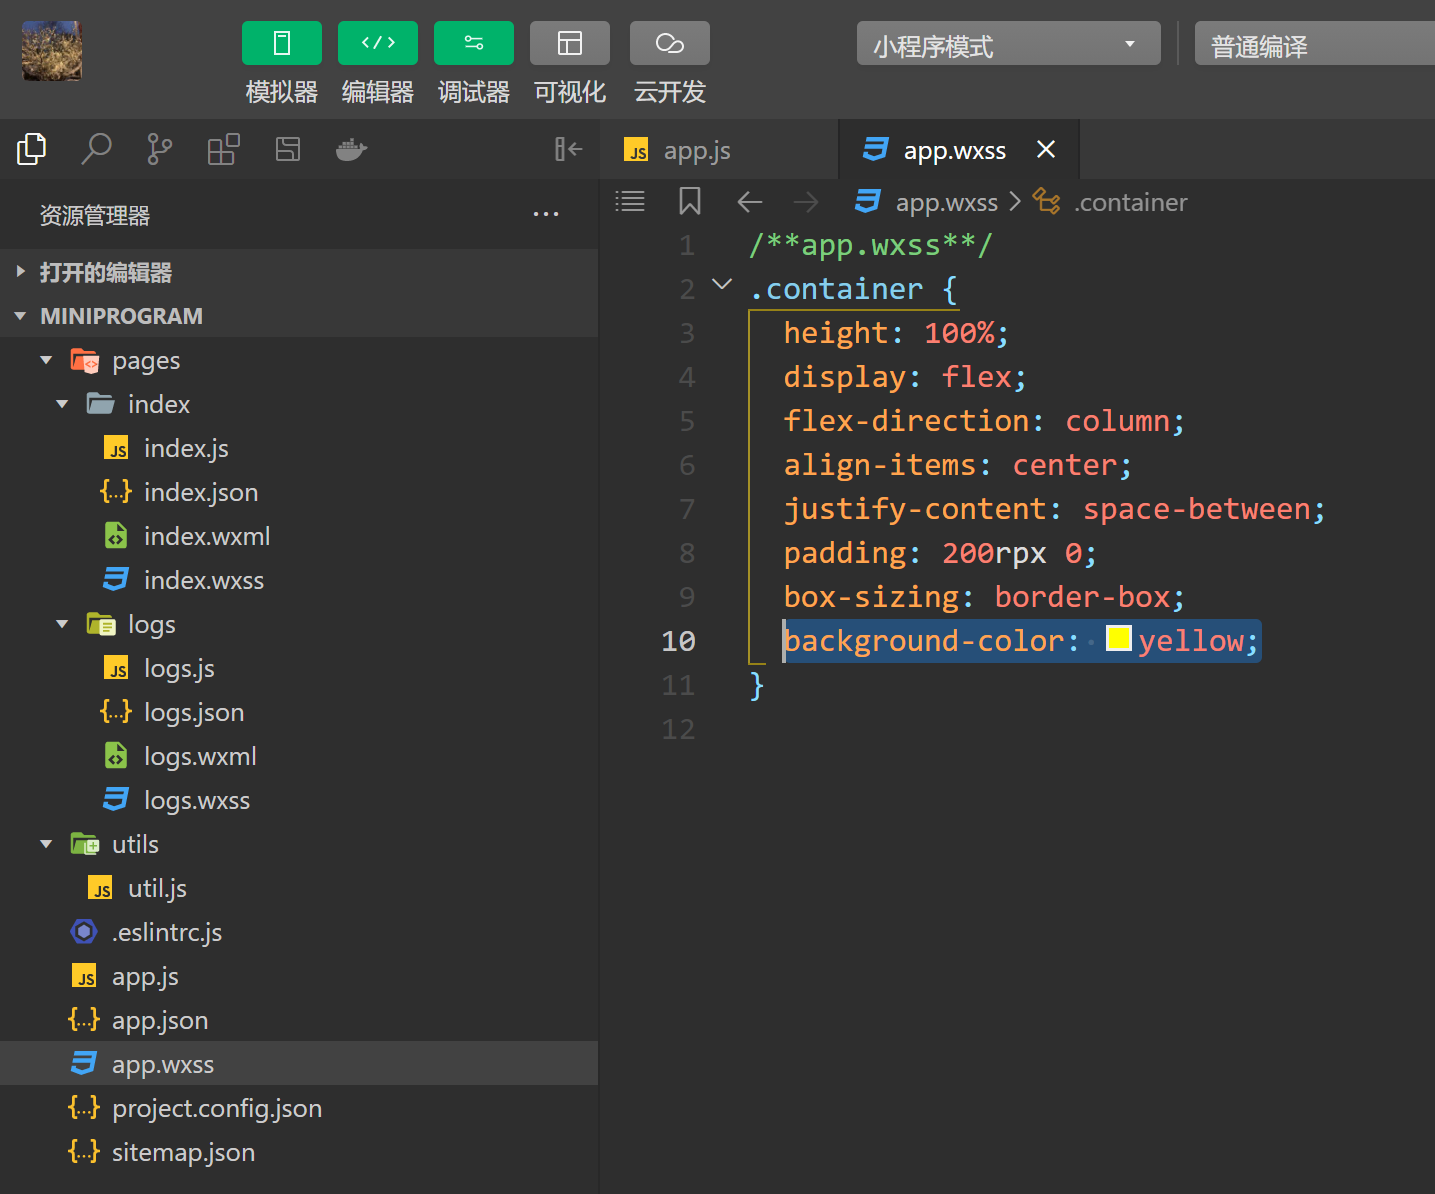 模拟器 编辑器 调试器 可视化 云开发
小程序模式
普通编译
资源管理器
打开的编辑器
MINIPROGRAM
pages
index
index.js
index.json
index.wxml
index.wxss
logs
logs.js
logs.json
logs.wxml
logs.wxss
utils
util.js
.eslintrc.js
app.js
app.json
app.wxss
project.config.json
sitemap.json
app.js app.wxss
app.wxss > .container
1 /**app.wxss**/
2 .container {
3 height: 100%;
4 display: flex;
5 flex-direction: column;
6 align-items: center;
7 justify-content: space-between;
8 padding: 200rpx 0;
9 box-sizing: border-box;
10 background-color: yellow;
11 }
12